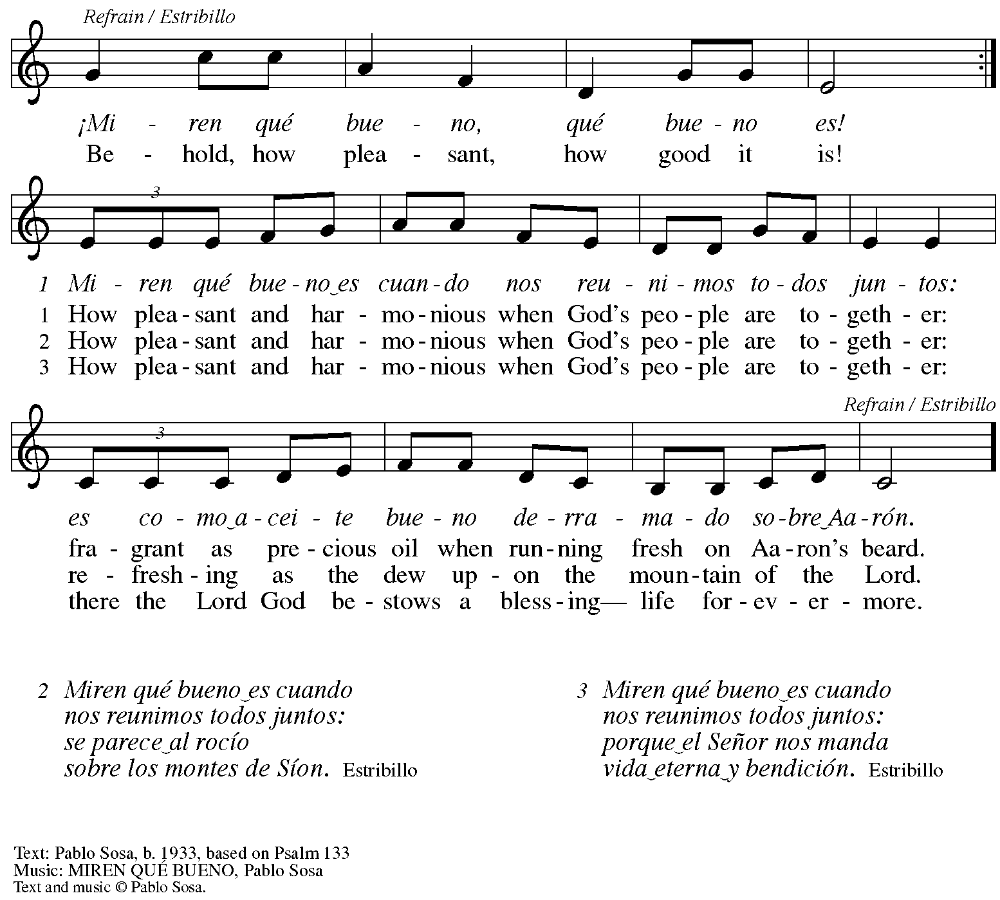 Refrain / Estribillo
¡Mi - ren qué bue - no, qué bue - no es!
Be - hold, how plea - sant, how good it is!
3
1 Mi - ren qué bue - no‿es cuan - do nos reu - ni - mos to - dos jun - tos:
1 How plea - sant and har - mo - nious when God's peo - ple are to - geth - er:
2 How plea - sant and har - mo - nious when God's peo - ple are to - geth - er:
3 How plea - sant and har - mo - nious when God's peo - ple are to - geth - er:
Refrain / Estribillo
3
es co - mo‿a - cei - te bue - no de - rra - ma - do so - bre‿Aa - rón.
fra - grant as pre - cious oil when run - ning fresh on Aa - ron's beard.
re - fresh - ing as the dew up - on the moun - tain of the Lord.
there the Lord God be - stows a bless - ing— life for - ev - er - more.
2 Miren qué bueno‿es cuando
nos reunimos todos juntos:
se parece‿al rocío
sobre los montes de Síon. Estribillo
3 Miren qué bueno‿es cuando
nos reunimos todos juntos:
porque‿el Señor nos manda
vida‿eterna‿y bendición. Estribillo
Text: Pablo Sosa, b. 1933, based on Psalm 133
Music: MIREN QUÉ BUENO, Pablo Sosa
Text and music © Pablo Sosa.